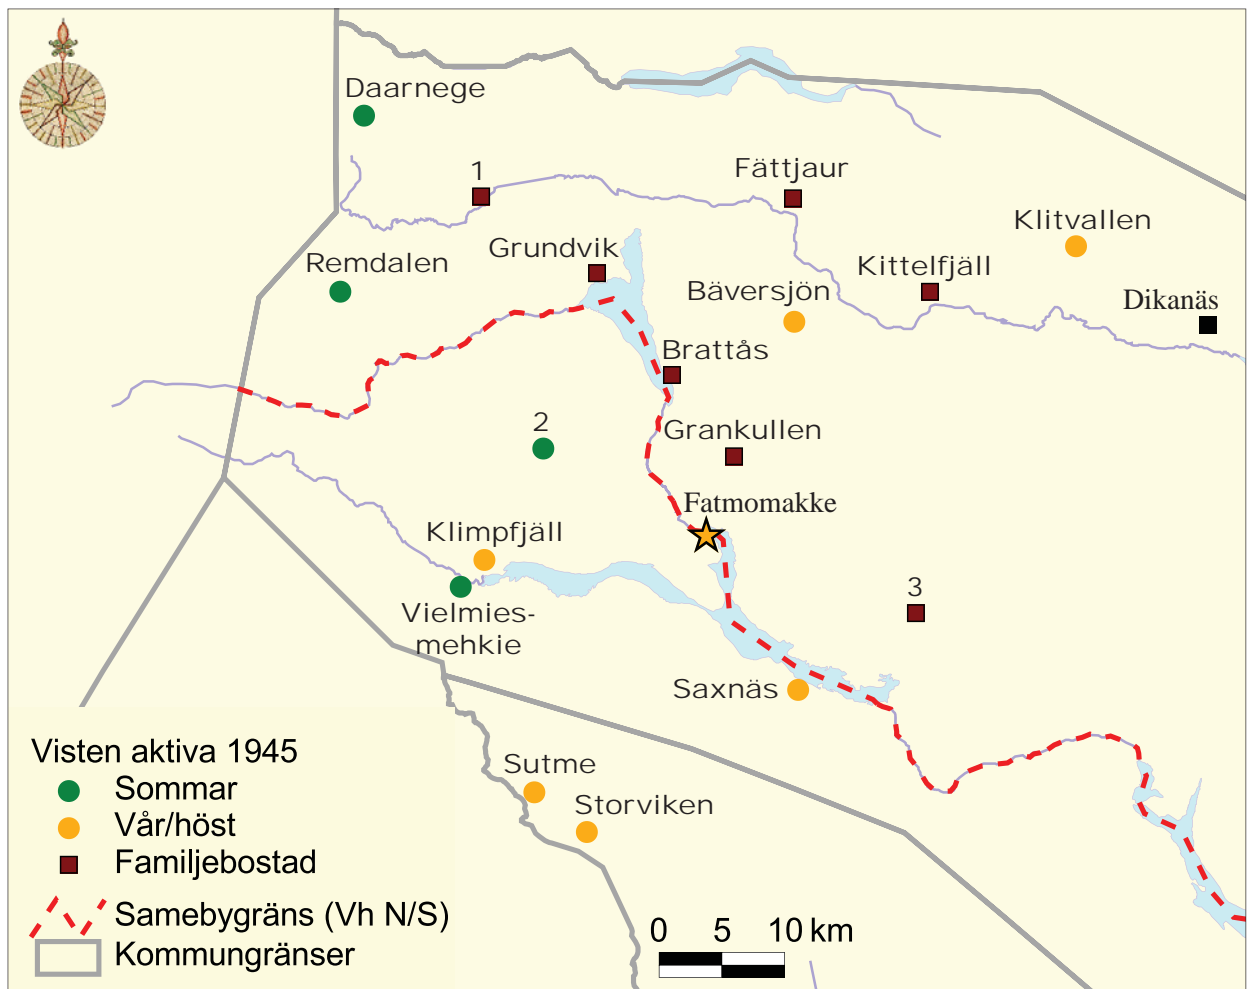 Daarnege
1
Fättjaur
Klitvallen
Grundvik
Remdalen
Kittelfjäll
Bäversjön
Dikanäs
Brattås
2
Grankullen
Fatmomakke
Klimpfjäll
3
Vielmies-
mehkie
Saxnäs
Sutme
Storviken
Visten aktiva 1945
Sommar
Vår/höst
Familjebostad
Samebygräns (Vh N/S)
Kommungränser
0 5 10 km